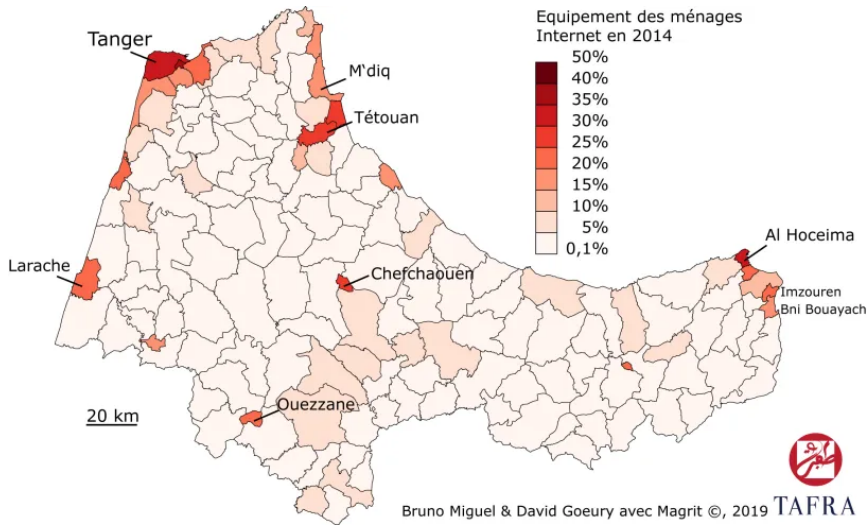 Equipement des ménages
Internet en 2014
50%
40%
35%
30%
25%
20%
15%
10%
5%
0,1%
Tanger
M'diq
Tétouan
Larache
Chefchaouen
Al Hoceima
Imzouren
Bni Bouayach
Ouezzane
20 km
Bruno Miguel & David Goeury avec Magrit ©, 2019
TAFRA